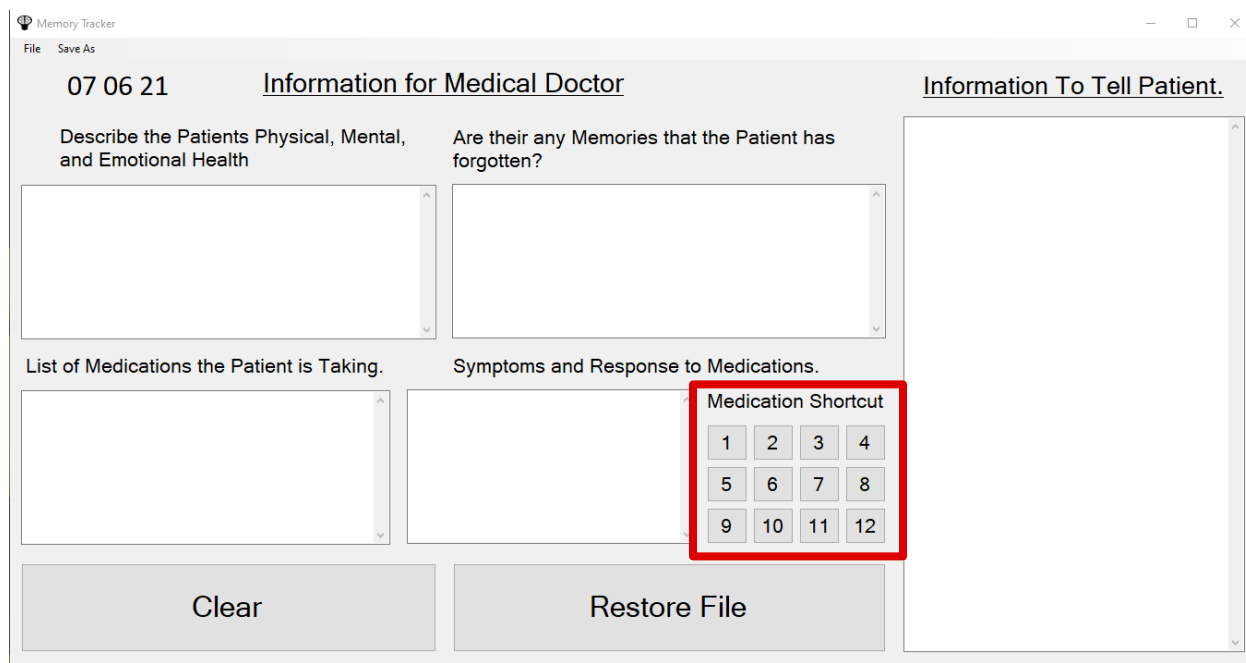 Memory Tracker
File Save As
07 06 21
Information for Medical Doctor
Information To Tell Patient.
Describe the Patients Physical, Mental,
and Emotional Health
Are their any Memories that the Patient has
forgotten?
List of Medications the Patient is Taking.
Symptoms and Response to Medications.
Medication Shortcut
1 2 3 4
5 6 7 8
9 10 11 12
Clear
Restore File